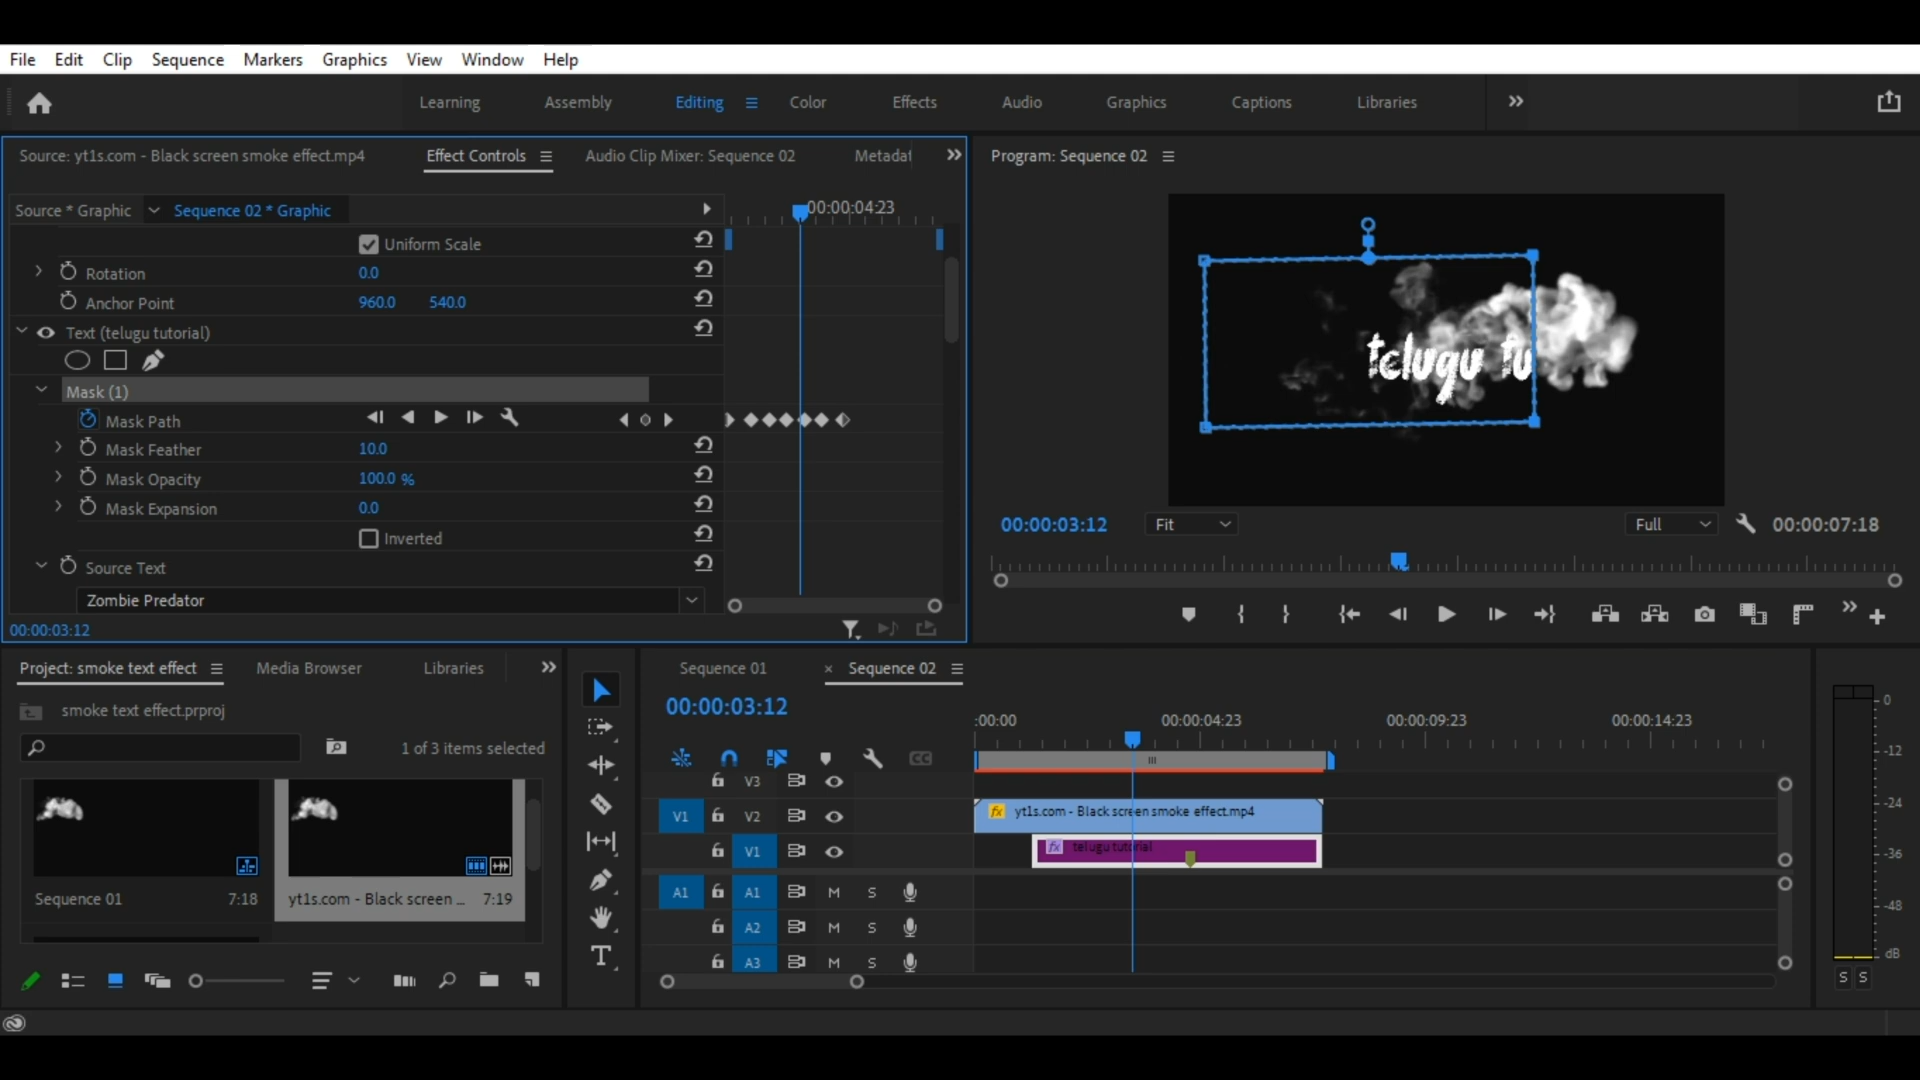 File Edit Clip Sequence Markers Graphics View Window Help
Learning Assembly Editing Color Effects Audio Graphics Captions Libraries
Source: yt1s.com - Black screen smoke effect.mp4 Effect Controls Audio Clip Mixer: Sequence 02 Metadat
Program: Sequence 02
Source * Graphic Sequence 02 * Graphic
00:00:04:23
Uniform Scale
Rotation 0.0
Anchor Point 960.0 540.0
Text (telugu tutorial)
Mask (1)
Mask Path
Mask Feather 10.0
Mask Opacity 100.0 %
Mask Expansion 0.0
Inverted
Source Text
Zombie Predator
00:00:03:12
telugu tu
00:00:03:12 Fit Full 00:00:07:18
Project: smoke text effect Media Browser Libraries
smoke text effect.prproj
1 of 3 items selected
Sequence 01 7:18
yt1s.com - Black screen ... 7:19
Sequence 01 × Sequence 02
00:00:03:12
:00:00 00:00:04:23 00:00:09:23 00:00:14:23
V3
V1 V2 fx yt1s.com - Black screen smoke effect.mp4
V1 fx telugu tutorial
A1 A1 M S
A2 M S
A3 M S
0
-12
-24
-36
-48
dB
S S